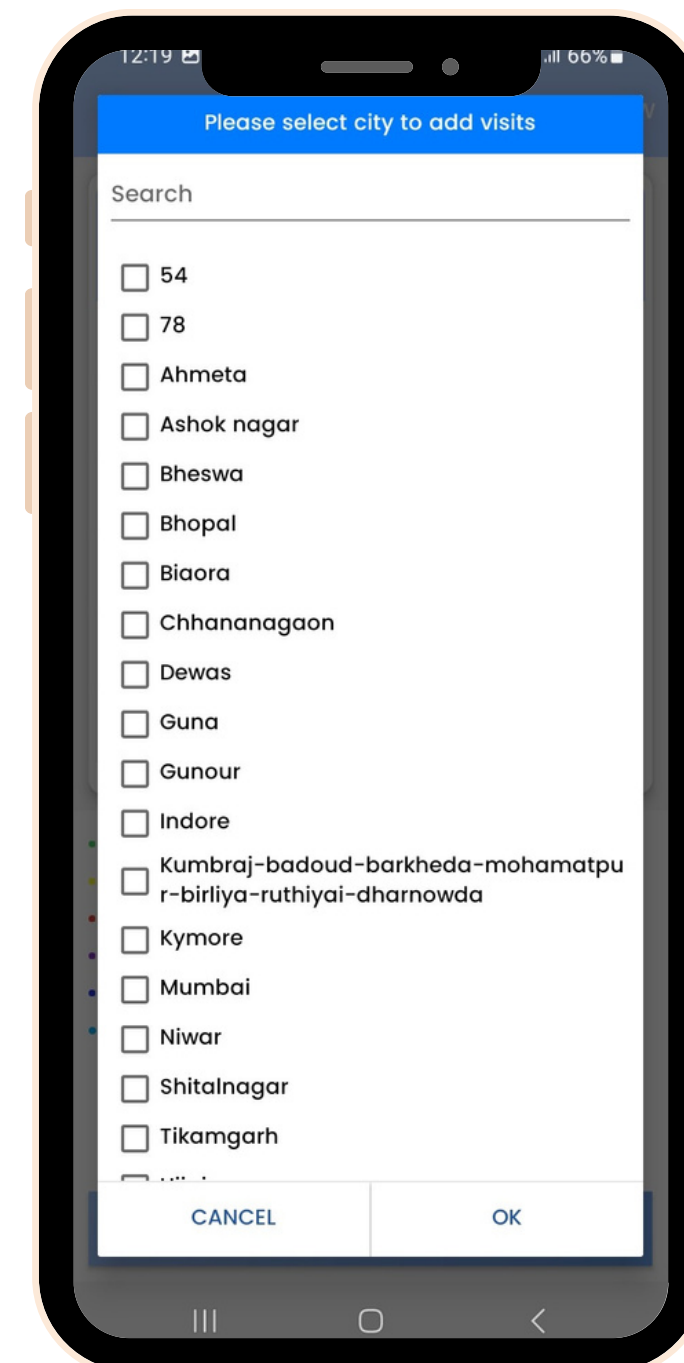 12:19
66%
Please select city to add visits
Search
54
78
Ahmeta
Ashok nagar
Bheswa
Bhopal
Biaora
Chhananagaon
Dewas
Guna
Gunour
Indore
Kumbraj-badoud-barkheda-mohamatpu
r-birliya-ruthiyai-dharnowda
Kymore
Mumbai
Niwar
Shitalnagar
Tikamgarh
CANCEL
OK